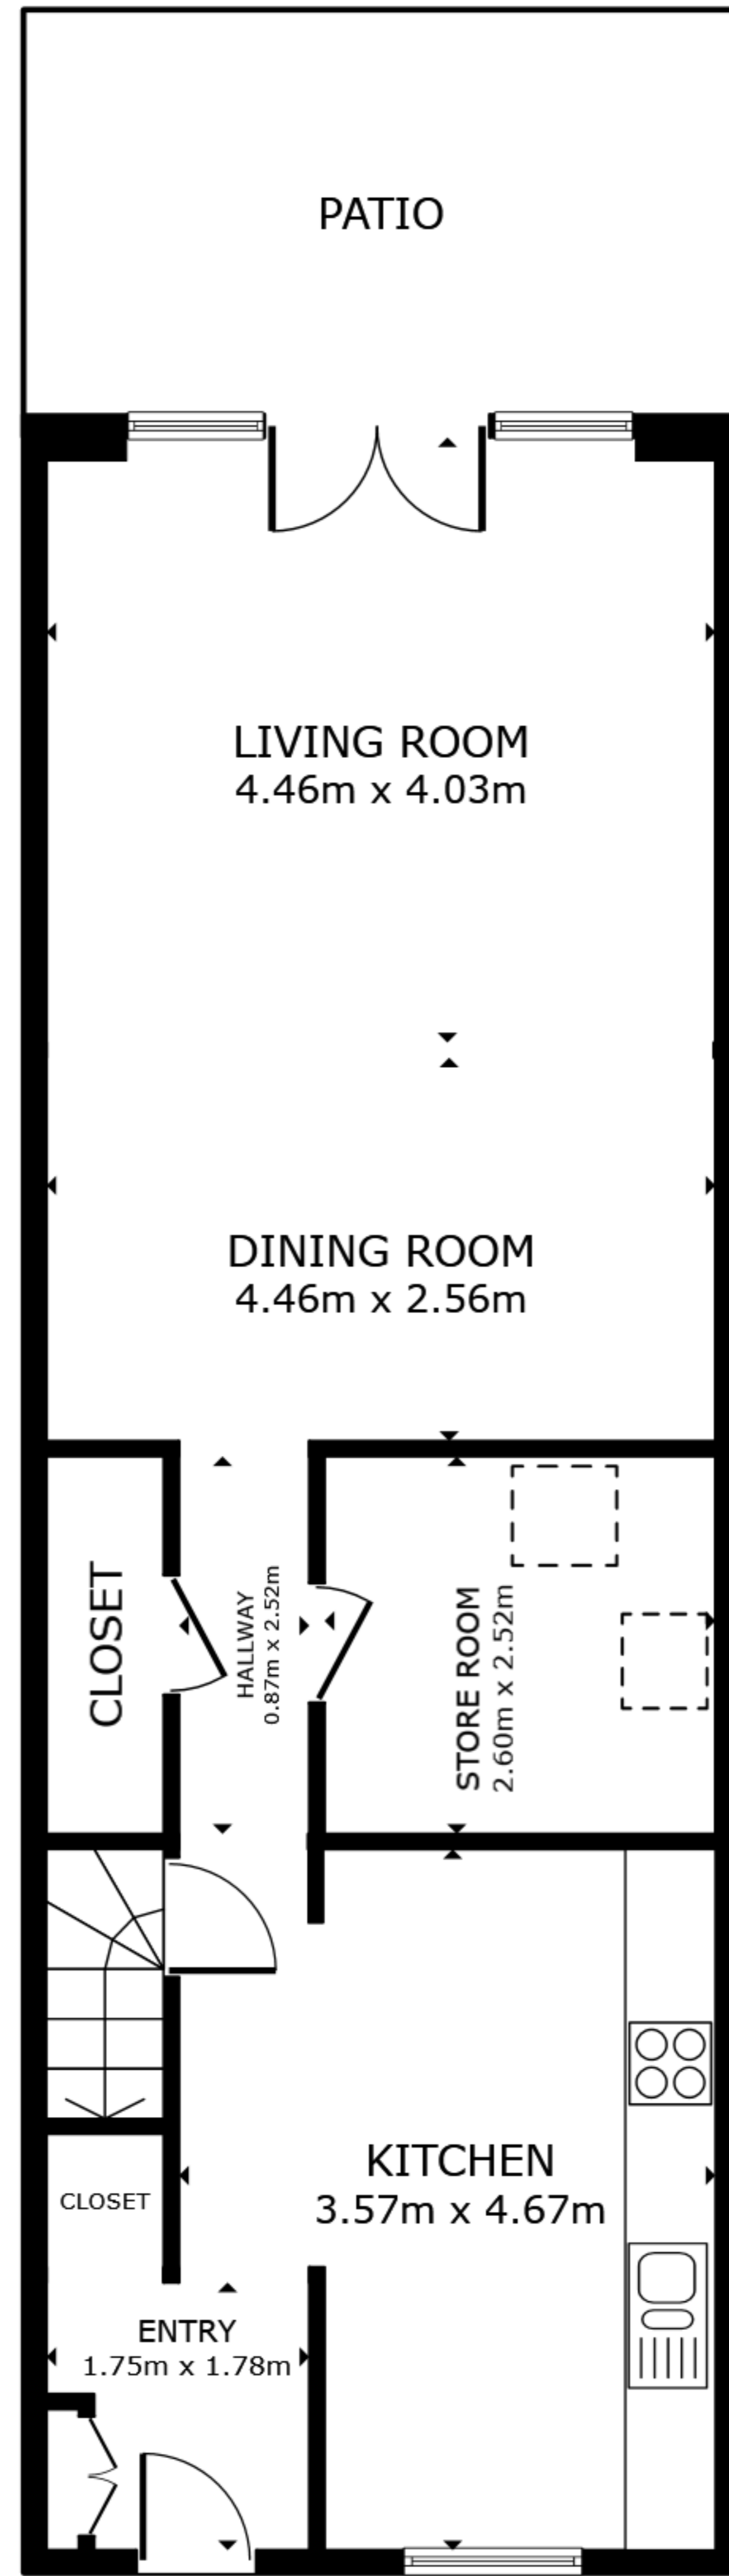 PATIO
LIVING ROOM
4.46m x 4.03m
DINING ROOM
4.46m x 2.56m
CLOSET
HALLWAY
0.87m x 2.52m
STORE ROOM
2.60m x 2.52m
KITCHEN
3.57m x 4.67m
CLOSET
ENTRY
1.75m x 1.78m